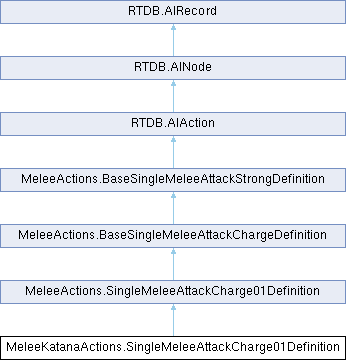 RTDB.AIRecord
RTDB.AINode
RTDB.AIAction
MeleeActions.BaseSingleMeleeAttackStrongDefinition
MeleeActions.BaseSingleMeleeAttackChargeDefinition
MeleeActions.SingleMeleeAttackCharge01Definition
MeleeKatanaActions.SingleMeleeAttackCharge01Definition